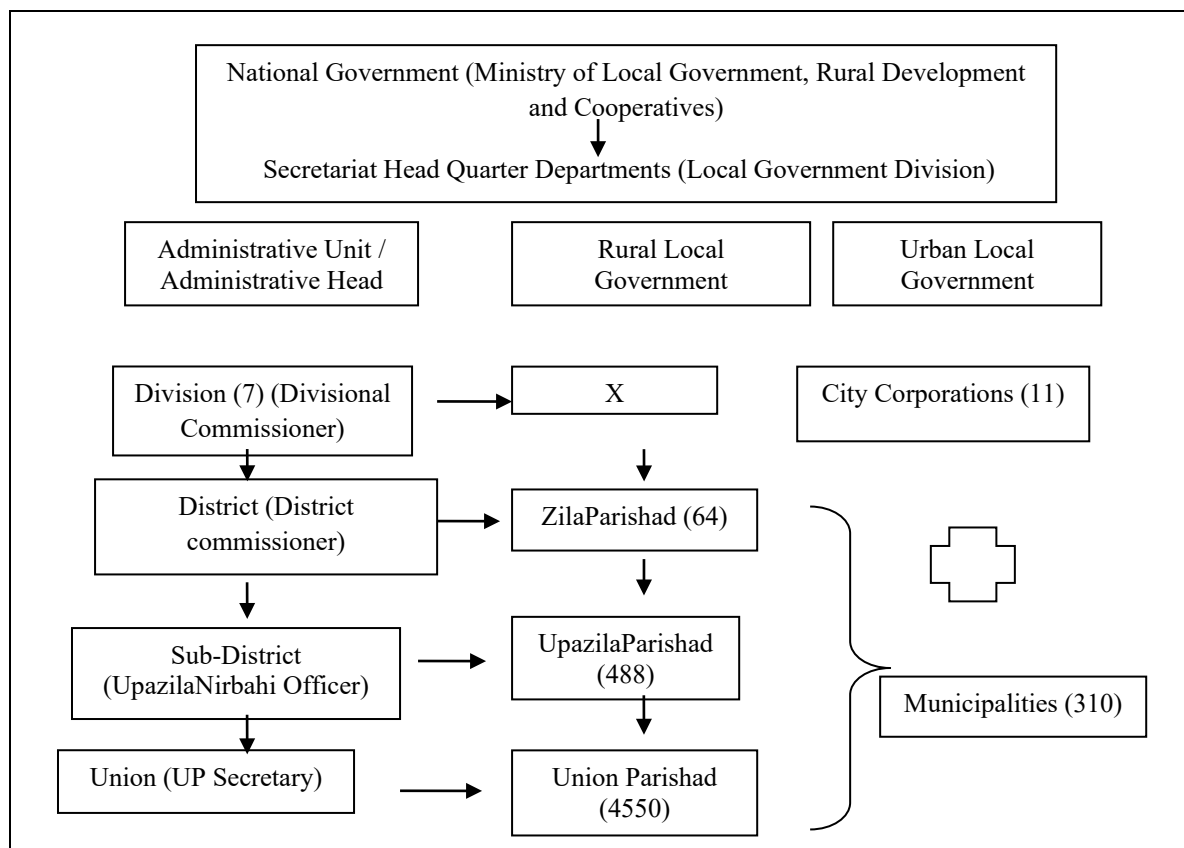 National Government (Ministry of Local Government, Rural Development
and Cooperatives)
Secretariat Head Quarter Departments (Local Government Division)
Administrative Unit /
Administrative Head
Rural Local
Government
Urban Local
Government
Division (7) (Divisional
Commissioner)
X
City Corporations (11)
District (District
commissioner)
ZilaParishad (64)
Sub-District
(UpazilaNirbahi Officer)
UpazilaParishad
(488)
Municipalities (310)
Union (UP Secretary)
Union Parishad
(4550)